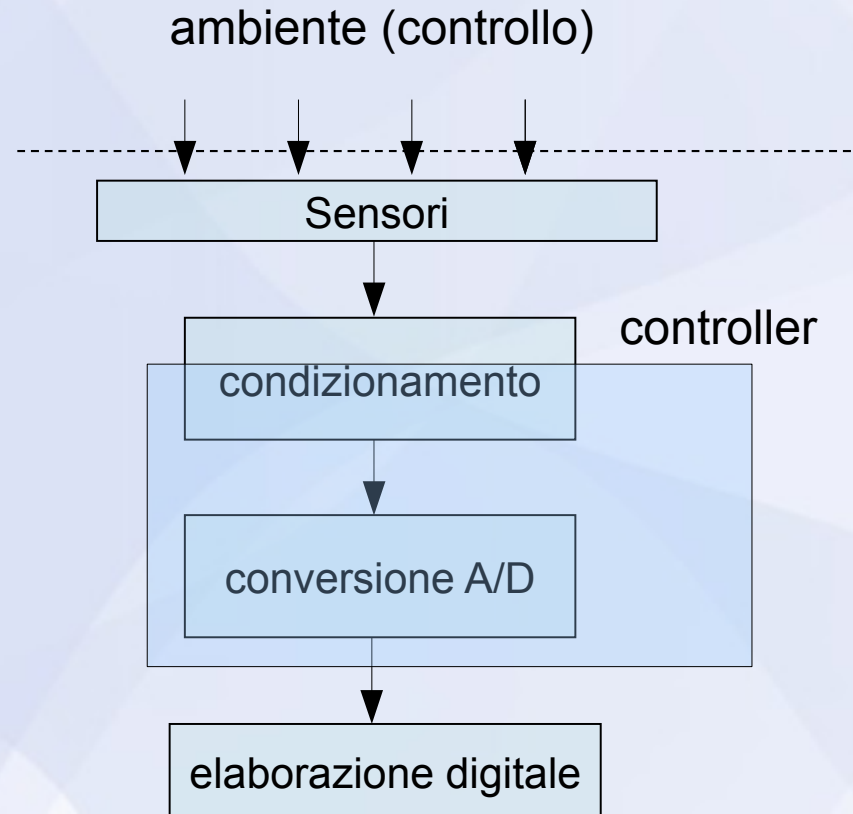 ambiente (controllo)
Sensori
controller
condizionamento
conversione A/D
elaborazione digitale